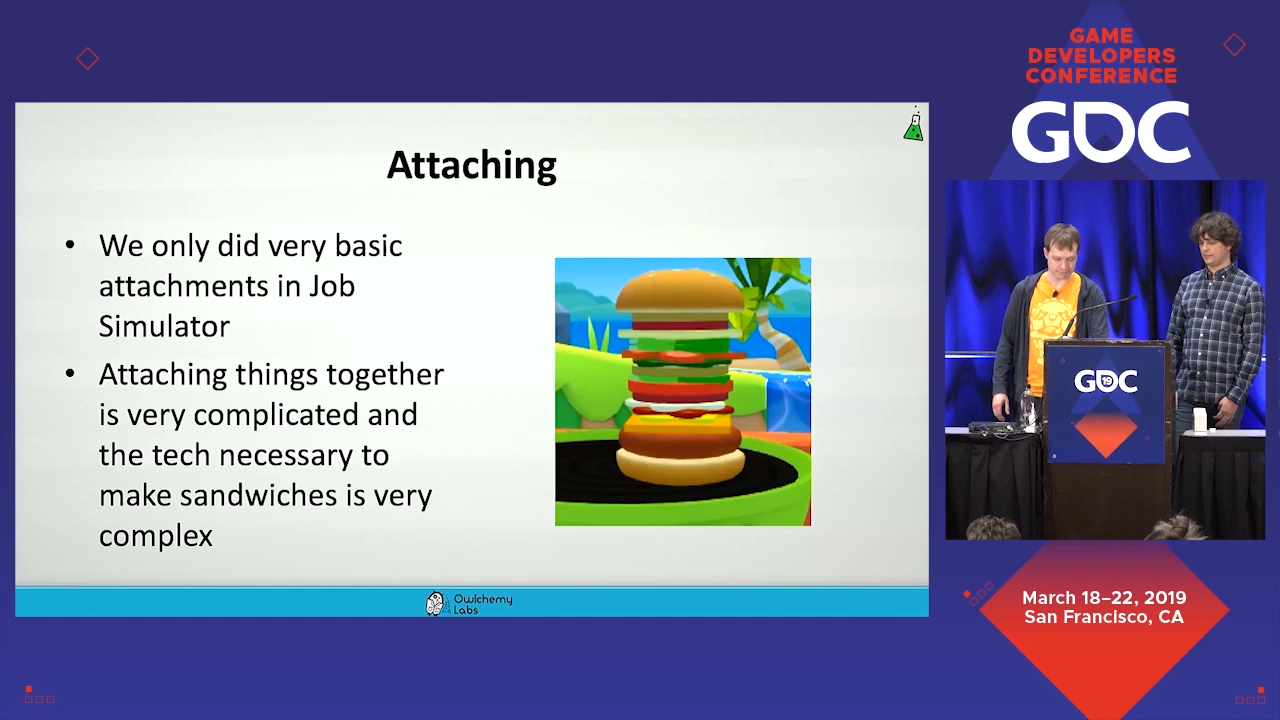 GAME
DEVELOPERS
CONFERENCE
GDC
Attaching
• We only did very basic
attachments in Job
Simulator
• Attaching things together
is very complicated and
the tech necessary to
make sandwiches is very
complex
Owlchemy
Labs
GDC
19
March 18–22, 2019
San Francisco, CA